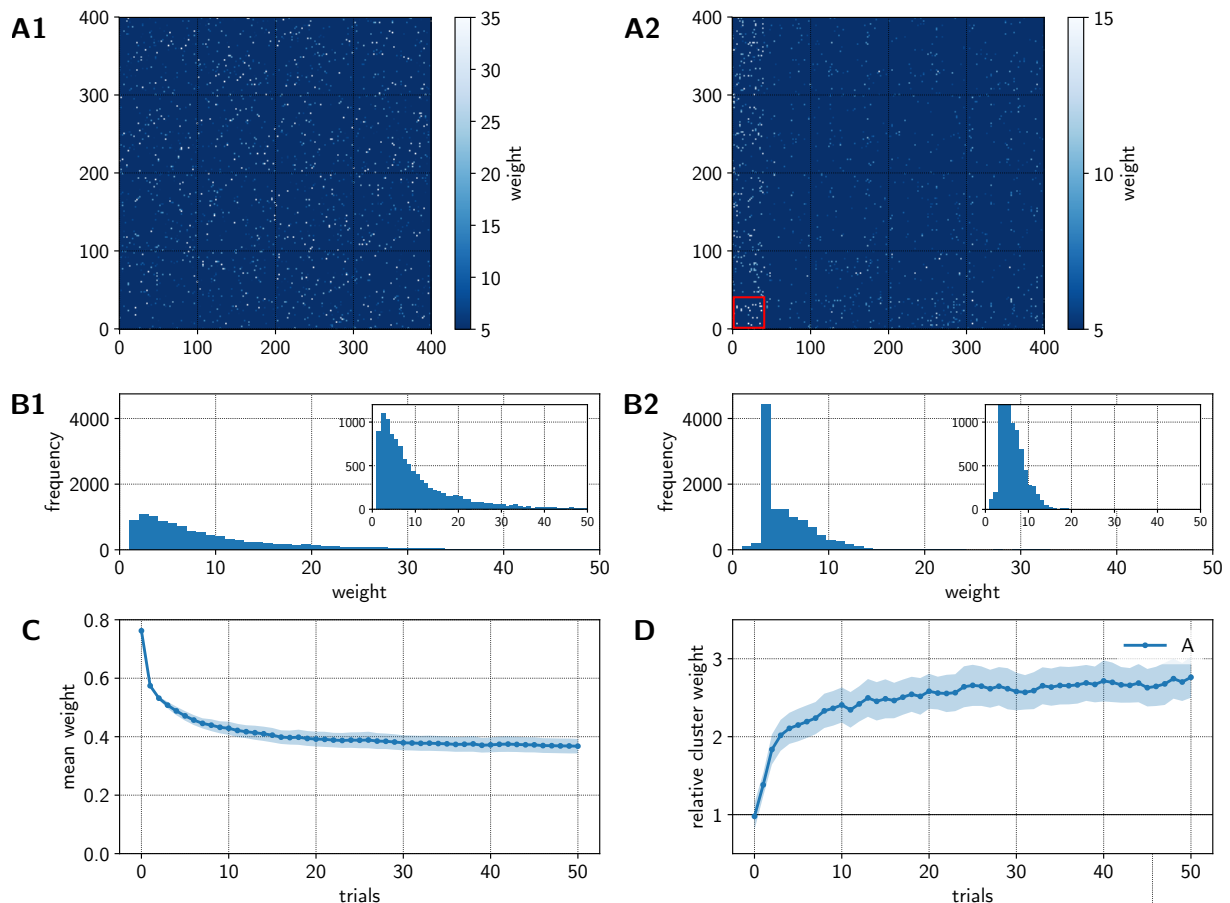 A1
400
300
200
100
0
0 100 200 300 400
35
30
25
20
15
10
5
weight
A2
400
300
200
100
0
0 100 200 300 400
15
10
5
weight
B1
frequency
4000
2000
0
0 10 20 30 40 50
weight
1000
500
0
0 10 20 30 40 50
B2
frequency
4000
2000
0
0 10 20 30 40 50
weight
1000
500
0
0 10 20 30 40 50
C
mean weight
0.8
0.6
0.4
0.2
0.0
0 10 20 30 40 50
trials
D
relative cluster weight
A
3
2
1
0 10 20 30 40 50
trials